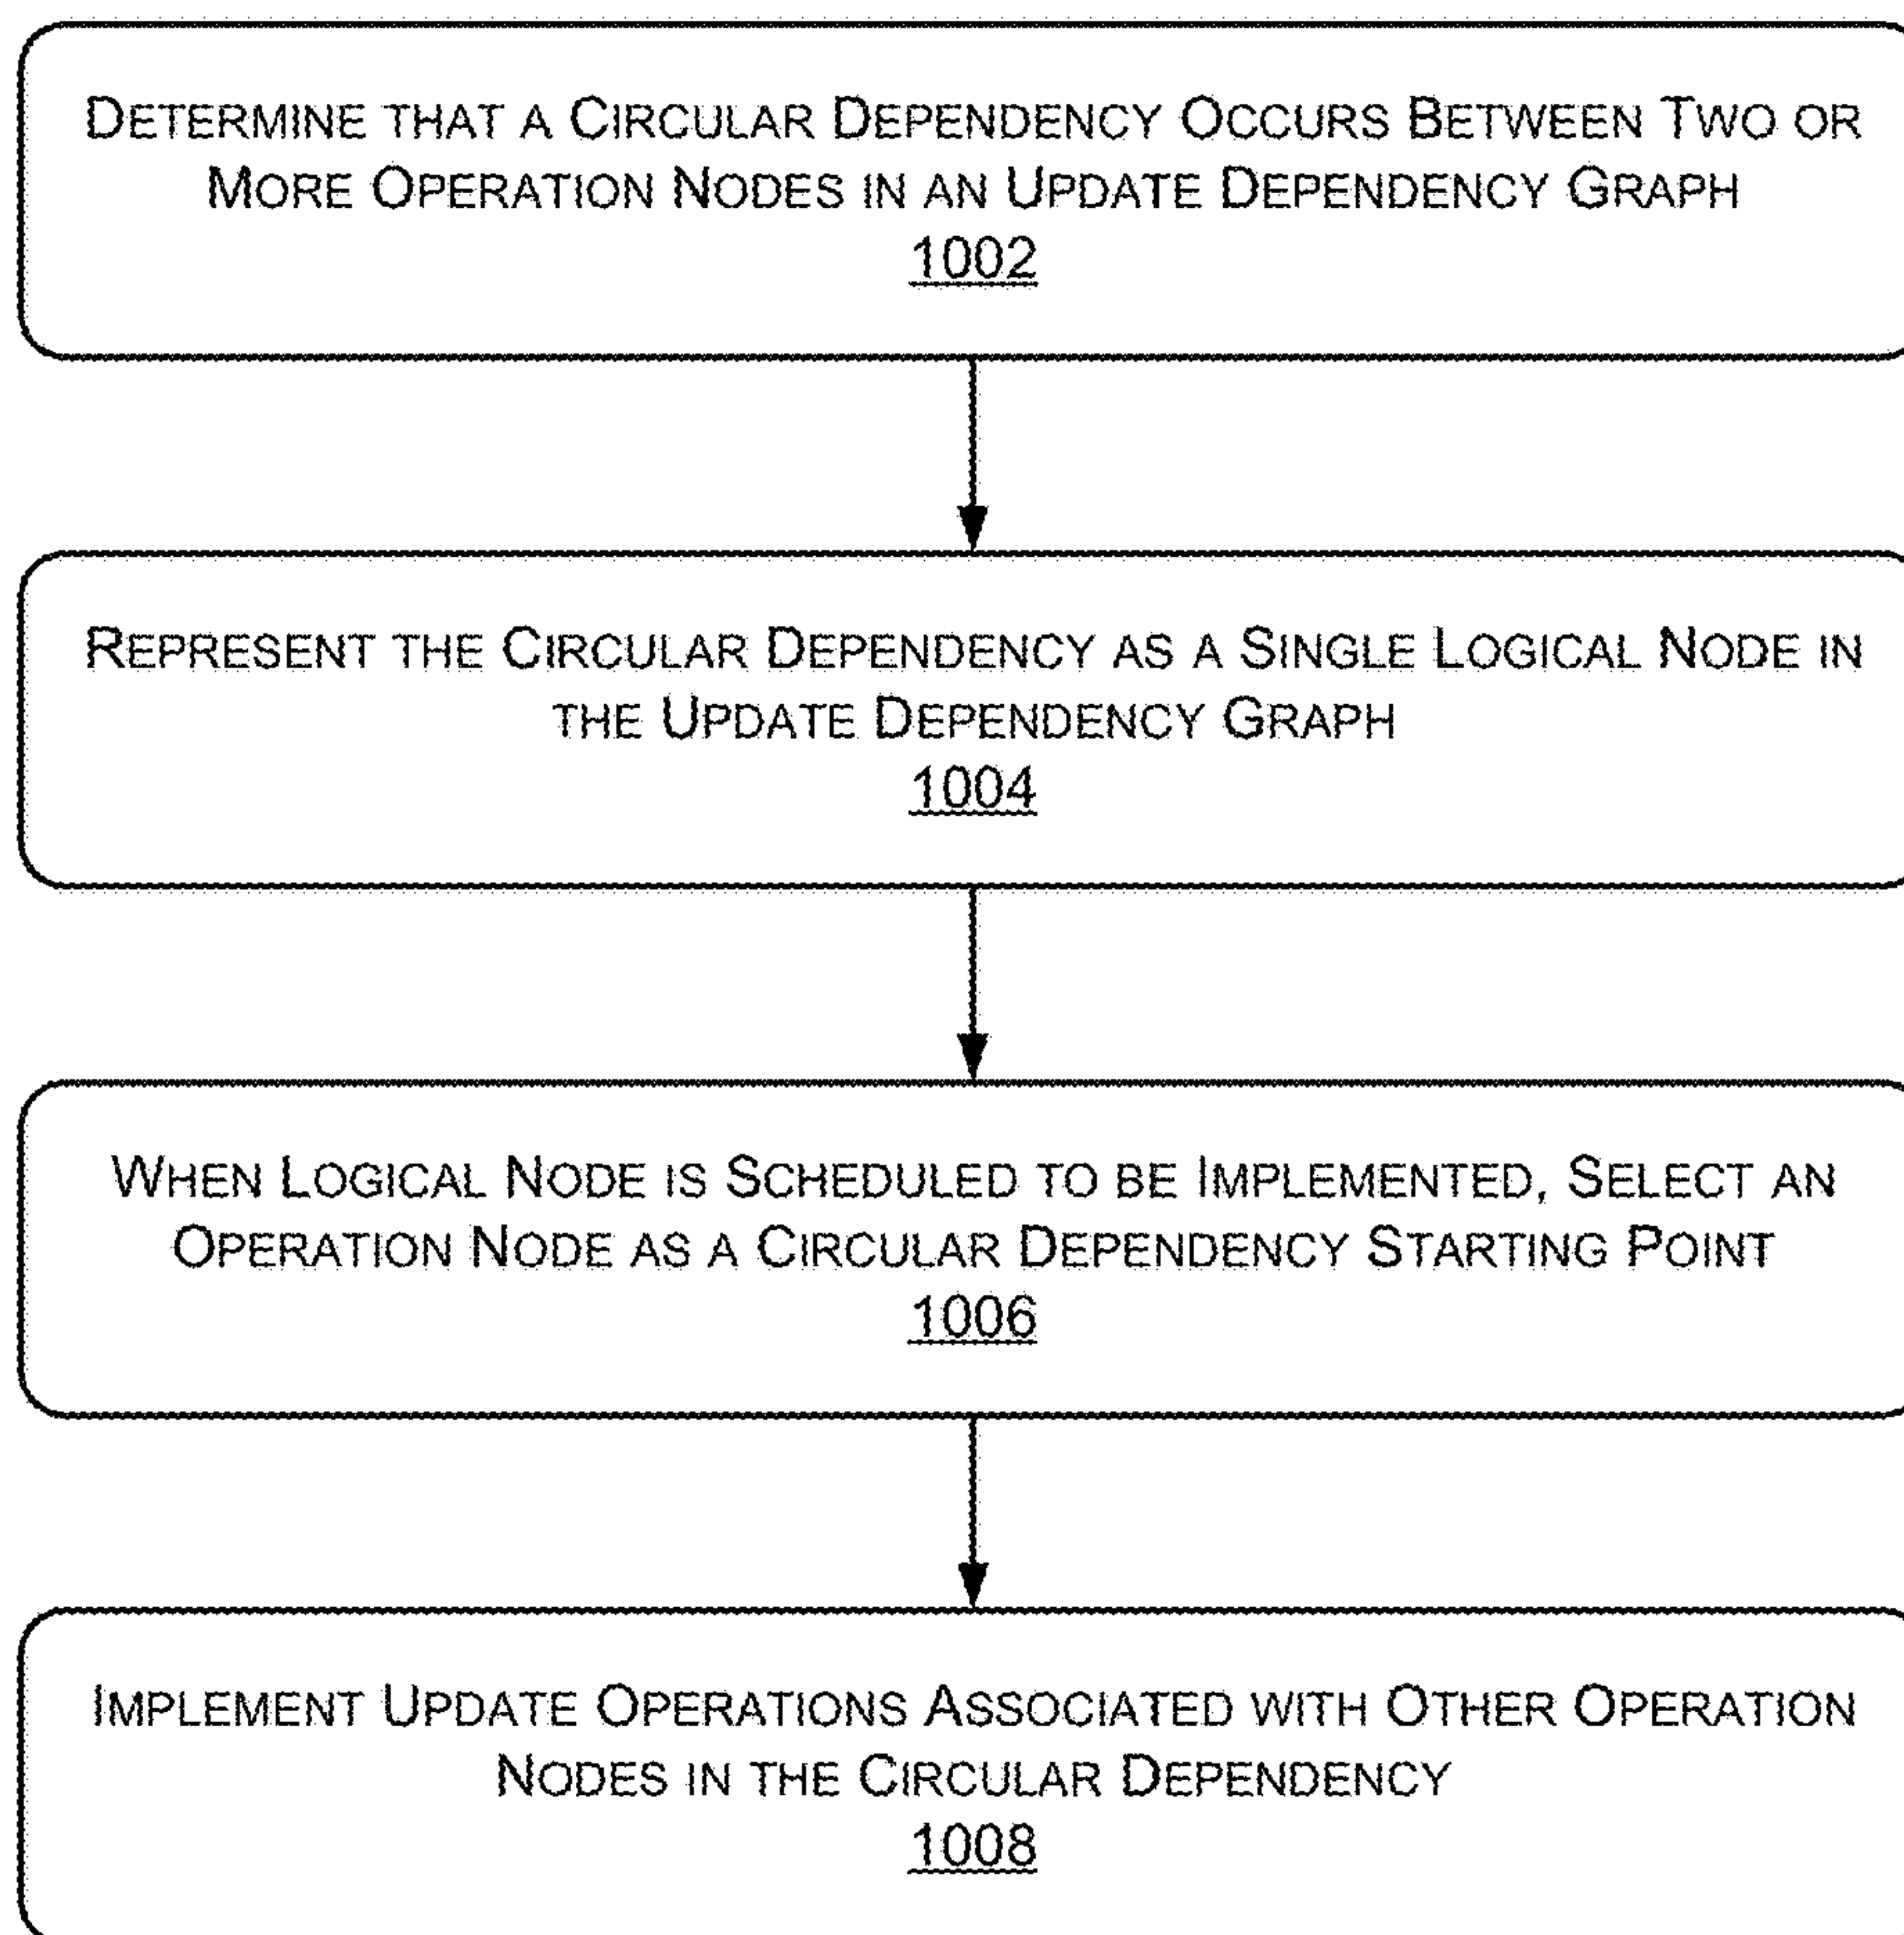 DETERMINE THAT A CIRCULAR DEPENDENCY OCCURS BETWEEN TWO OR
MORE OPERATION NODES IN AN UPDATE DEPENDENCY GRAPH
1002
REPRESENT THE CIRCULAR DEPENDENCY AS A SINGLE LOGICAL NODE IN
THE UPDATE DEPENDENCY GRAPH
1004
WHEN LOGICAL NODE IS SCHEDULED TO BE IMPLEMENTED, SELECT AN
OPERATION NODE AS A CIRCULAR DEPENDENCY STARTING POINT
1006
IMPLEMENT UPDATE OPERATIONS ASSOCIATED WITH OTHER OPERATION
NODES IN THE CIRCULAR DEPENDENCY
1008